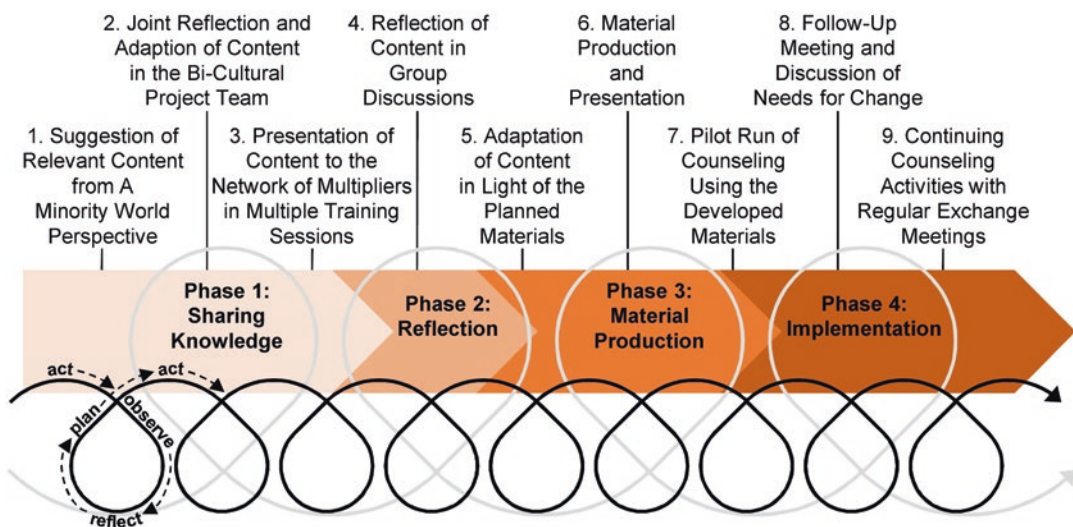 2. Joint Reflection and
Adaption of Content
in the Bi-Cultural
Project Team
4. Reflection of
Content in
Group
Discussions
6. Material
Production
and
Presentation
8. Follow-Up
Meeting and
Discussion of
Needs for Change
1. Suggestion of
Relevant Content
from A
Minority World
Perspective
3. Presentation of
Content to the
Network of Multipliers
in Multiple Training
Sessions
5. Adaptation
of Content
in Light of the
Planned
Materials
7. Pilot Run of
Counseling
Using the
Developed
Materials
9. Continuing
Counseling
Activities with
Regular Exchange
Meetings
Phase 1:
Sharing
Knowledge
Phase 2:
Reflection
Phase 3:
Material
Production
Phase 4:
Implementation
act
act
plan
observe
reflect